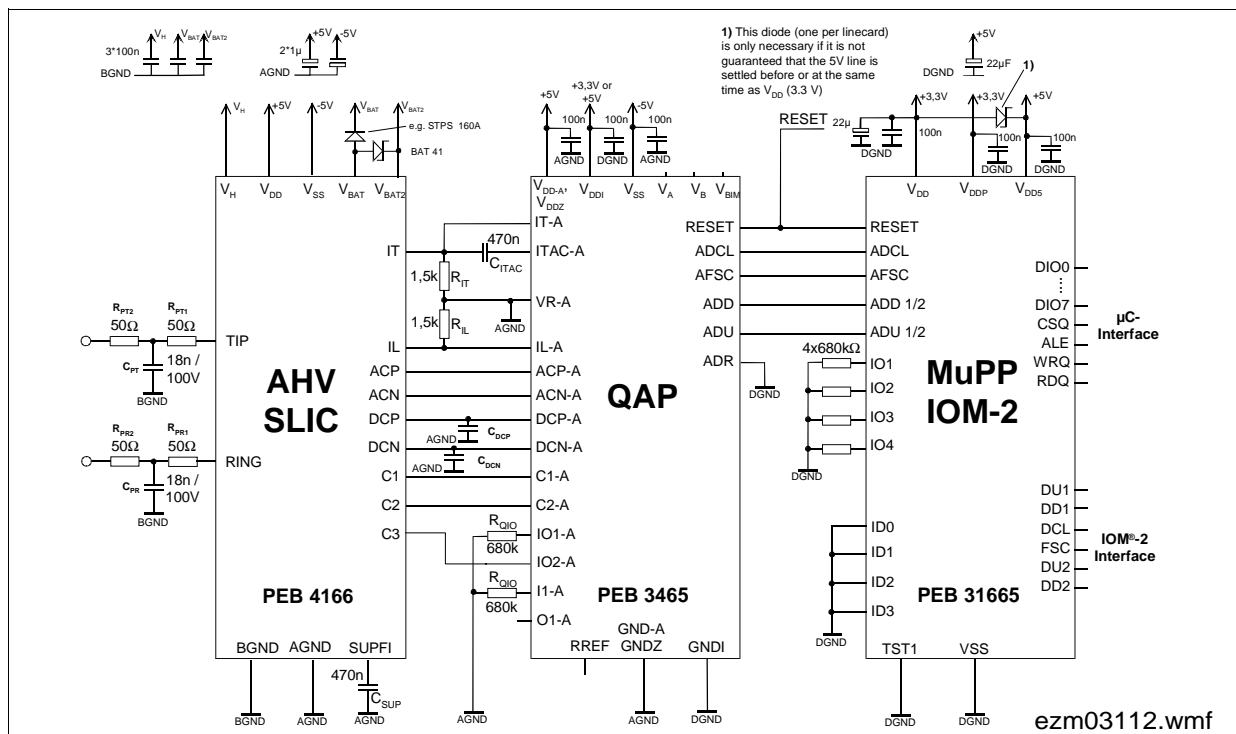 3*100n
VH
VBAT
VBAT2
BGND
2*1µ
+5V
-5V
AGND
1) This diode (one per linecard)
is only necessary if it is not
guaranteed that the 5V line is
settled before or at the same
time as VDD (3.3 V)
+5V
22µF
DGND
1)
VH
+5V
-5V
VBAT
VBAT2
e.g. STPS 160A
BAT 41
+5V
+3,3V or
+5V
-5V
100n
100n
100n
AGND
DGND
AGND
RESET
22µ
DGND
100n
+3,3V
+3,3V
+5V
100n
DGND
100n
DGND
VH
VDD
VSS
VBAT
VBAT2
VDD-A,
VDDZ
VDDI
VSS
VA
VB
VBIM
VDD
VDDP
VDD5
IT
470n
CITAC
IT-A
ITAC-A
1,5k
RIT
VR-A
AGND
1,5k
RIL
IL
IL-A
ACP
ACP-A
ACN
ACN-A
DCP
DCP-A
AGND
CDCP
DCN
DCN-A
AGND
CDCN
C1
C1-A
C2
C2-A
C3
RQIO
680k
IO1-A
IO2-A
RQIO
680k
I1-A
O1-A
RPT2
50Ω
RPT1
50Ω
TIP
CPT
18n /
100V
BGND
RPR2
50Ω
RPR1
50Ω
RING
CPR
18n /
100V
BGND
AHV
SLIC
PEB 4166
BGND
AGND
SUPFI
470n
CSUP
BGND
AGND
AGND
QAP
PEB 3465
RREF
GND-A
GNDZ
GNDI
AGND
AGND
DGND
RESET
ADCL
AFSC
ADD
ADU
ADR
DGND
RESET
ADCL
AFSC
ADD 1/2
ADU 1/2
4x680kΩ
IO1
IO2
IO3
IO4
DGND
MuPP
IOM-2
PEB 31665
ID0
ID1
ID2
ID3
DGND
TST1
VSS
DGND
DGND
DIO0
DIO7
CSQ
ALE
WRQ
RDQ
µC-
Interface
DU1
DD1
DCL
FSC
DU2
DD2
IOM®-2
Interface
ezm03112.wmf